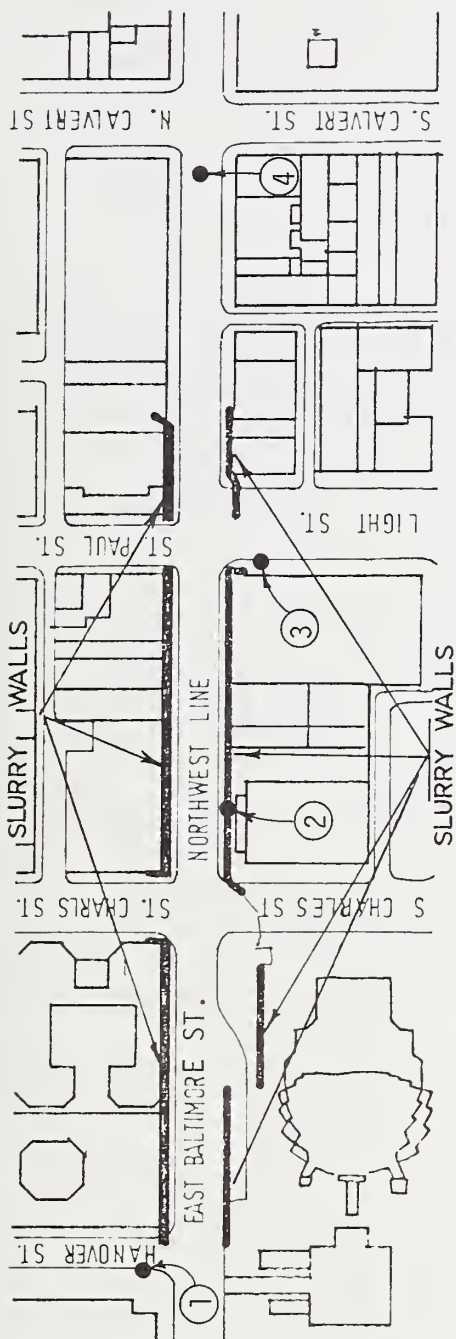 SLURRY WALLS
HANOVER ST.
ST. CHARLS ST.
ST. PAUL ST.
N. CALVERT ST
1
EAST BALTIMORE ST.
NORTHWEST LINE
2
3
4
S CHARLES ST
LIGHT ST.
S. CALVERT ST.
SLURRY WALLS